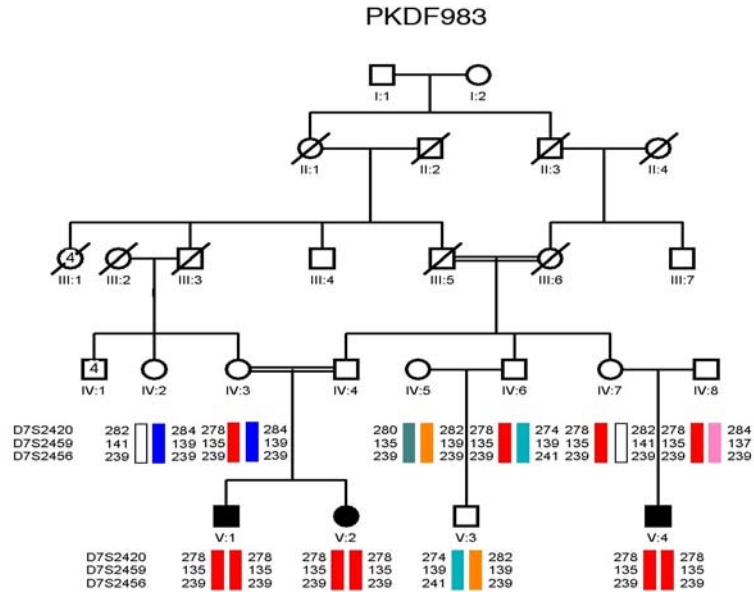 PKDF983
I:1 I:2
II:1 II:2 II:3 II:4
4
III:1 III:2 III:3 III:4 III:5 III:6 III:7
4
IV:1 IV:2 IV:3 IV:4 IV:5 IV:6 IV:7 IV:8
D7S2420 282 284 278 284 280 282 278 274 278 282 278 284
D7S2459 141 139 135 139 135 139 135 139 135 141 135 137
D7S2456 239 239 239 239 239 239 239 241 239 239 239 239
V:1 V:2 V:3 V:4
D7S2420 278 278 278 278 274 282 278 278
D7S2459 135 135 135 135 139 139 135 135
D7S2456 239 239 239 239 241 239 239 239